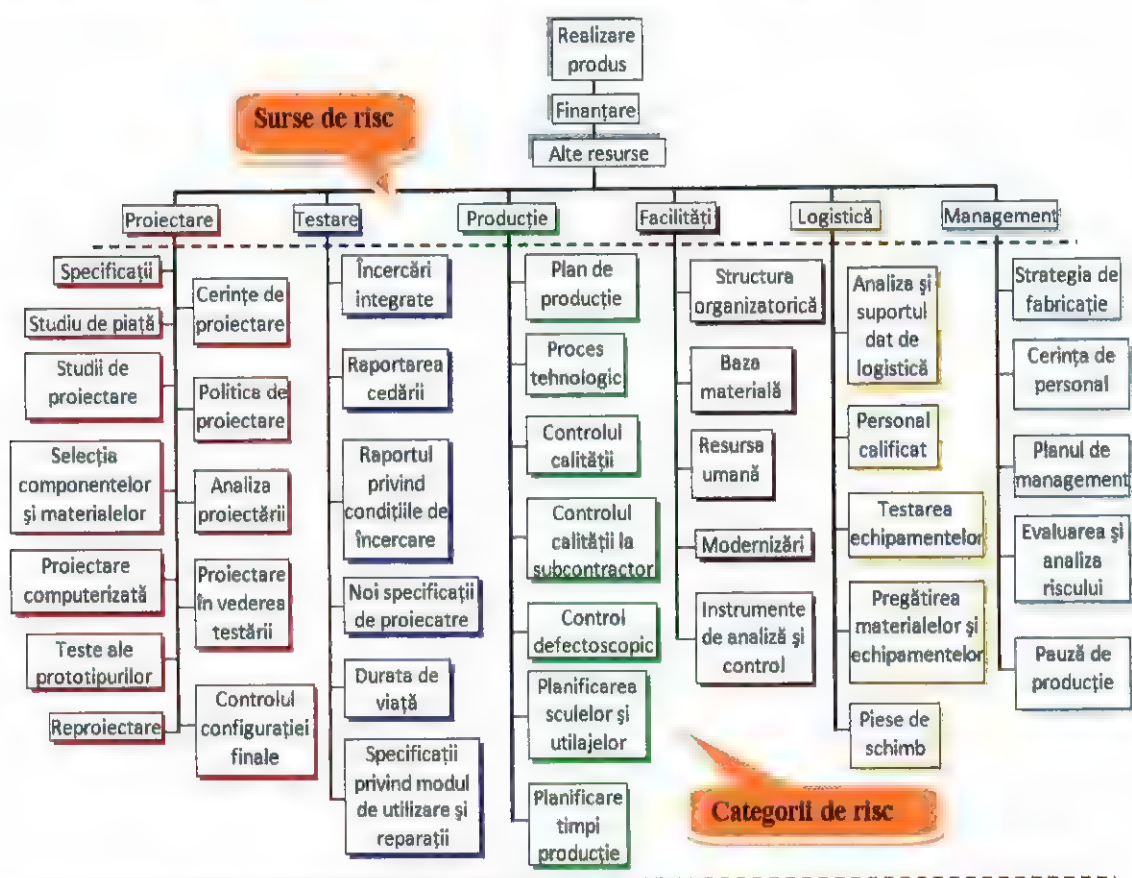 Realizare
produs
Finanțare
Alte resurse
Surse de risc
Proiectare
Testare
Producție
Facilități
Logistică
Management
Specificații
Studiu de piață
Studii de
proiectare
Selecția
componentelor
și materialelor
Proiectare
computerizată
Teste ale
prototipurilor
Reproiectare
Cerințe de
proiectare
Politica de
proiectare
Analiza
proiectării
Proiectare
în vederea
testării
Controlul
configurației
finale
Încercări
integrate
Raportarea
cedării
Raportul
privind
condițiile de
încercare
Noi specificații
de proiecatre
Durata de
viață
Specificații
privind modul
de utilizare și
reparații
Plan de
producție
Proces
tehnologic
Controlul
calității
Controlul
calității la
subcontractor
Control
defectoscopic
Planificarea
sculelor și
utilajelor
Planificare
timpi
producție
Structura
organizatorică
Baza
materială
Resursa
umană
Modernizări
Instrumente
de analiză și
control
Analiza și
suportul
dat de
logistică
Personal
calificat
Testarea
echipamentelor
Pregătirea
materialelor și
echipamentelor
Piese de
schimb
Strategia de
fabricație
Cerința de
personal
Planul de
management
Evaluarea și
analiza
riscului
Pauză de
producție
Categorii de risc